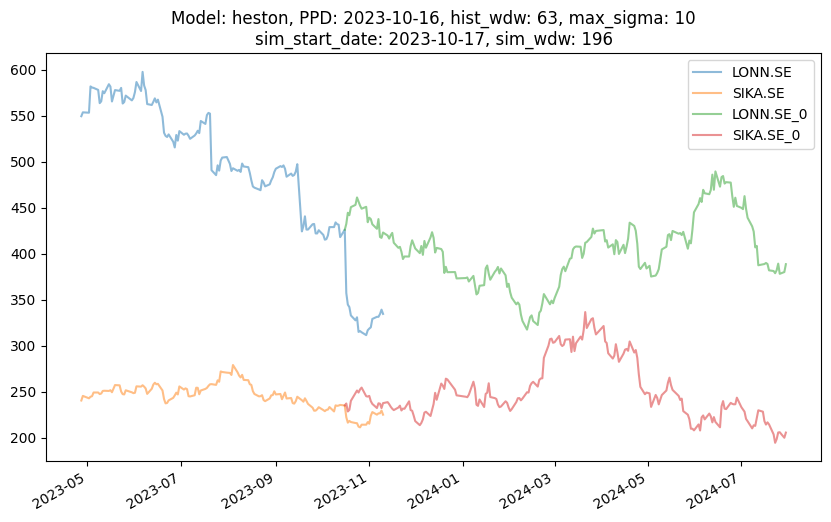 Model: heston, PPD: 2023-10-16, hist_wdw: 63, max_sigma: 10
sim_start_date: 2023-10-17, sim_wdw: 196
LONN.SE
SIKA.SE
LONN.SE_0
SIKA.SE_0
600
550
500
450
400
350
300
250
200
2023-05
2023-07
2023-09
2023-11
2024-01
2024-03
2024-05
2024-07